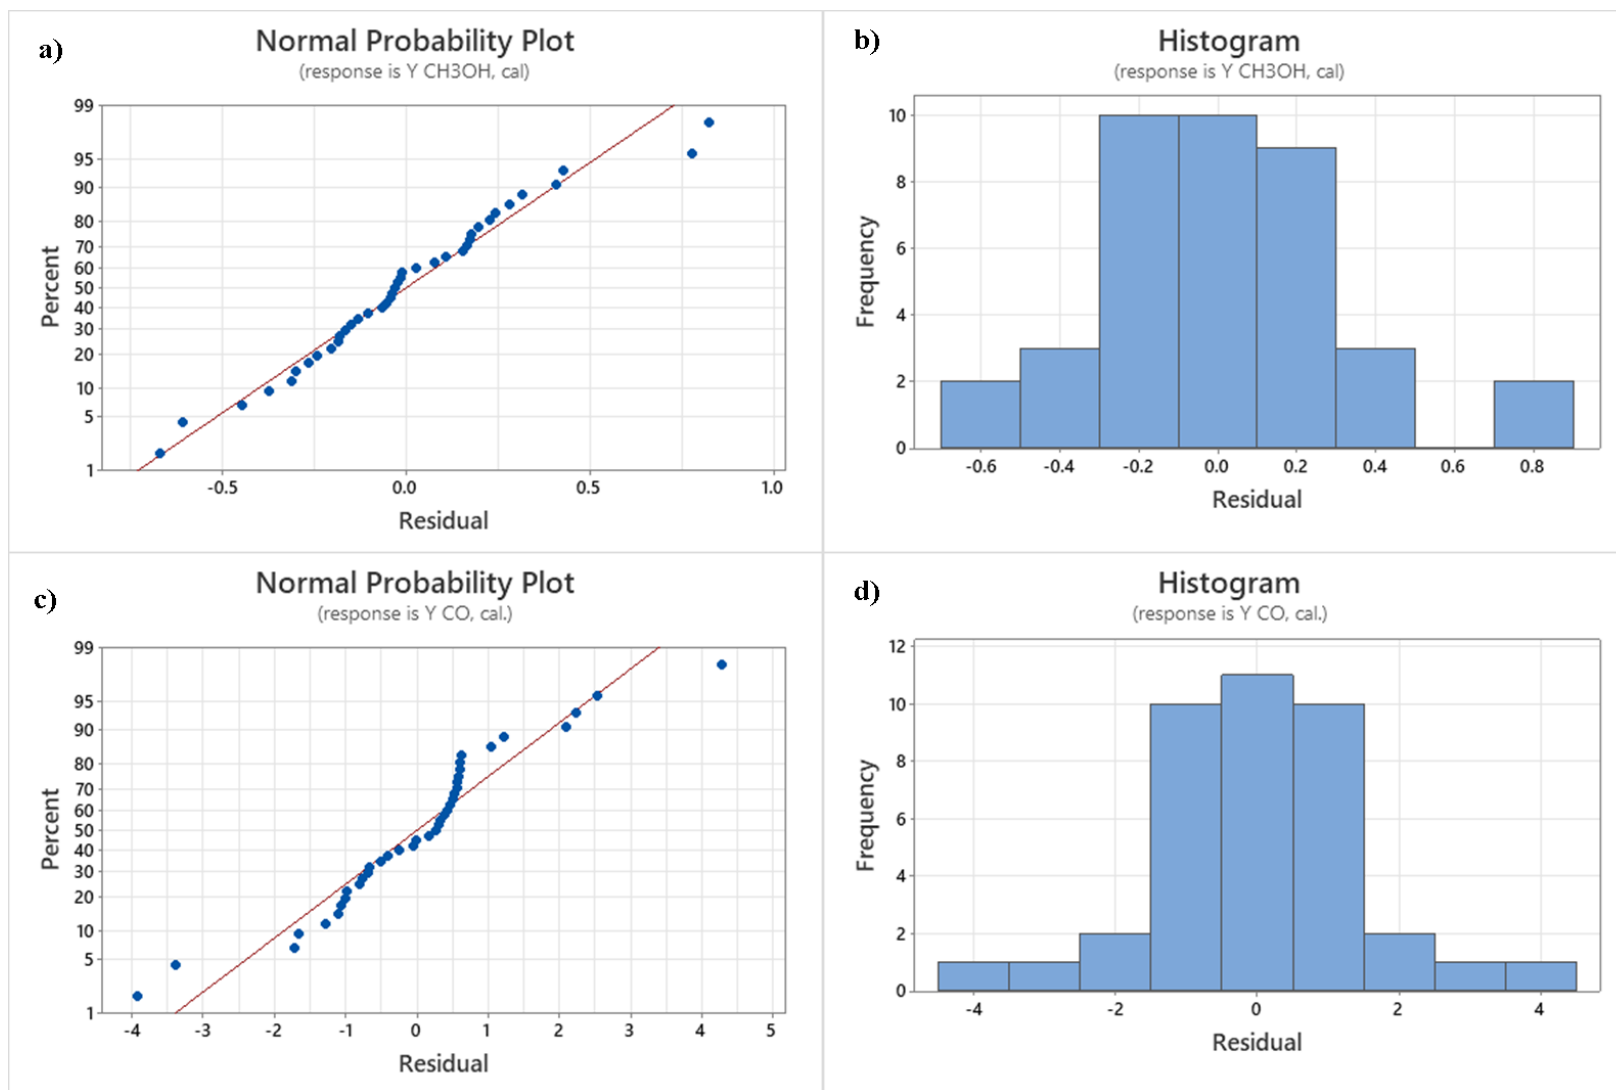 a)
Normal Probability Plot
(response is Y CH3OH, cal)
99
95
90
80
70
60
50
40
30
20
10
5
1
Percent
-0.5 0.0 0.5 1.0
Residual
b)
Histogram
(response is Y CH3OH, cal)
10
8
6
4
2
0
Frequency
-0.6 -0.4 -0.2 0.0 0.2 0.4 0.6 0.8
Residual
c)
Normal Probability Plot
(response is Y CO, cal.)
99
95
90
80
70
60
50
40
30
20
10
5
1
Percent
-4 -3 -2 -1 0 1 2 3 4 5
Residual
d)
Histogram
(response is Y CO, cal.)
12
10
8
6
4
2
0
Frequency
-4 -2 0 2 4
Residual